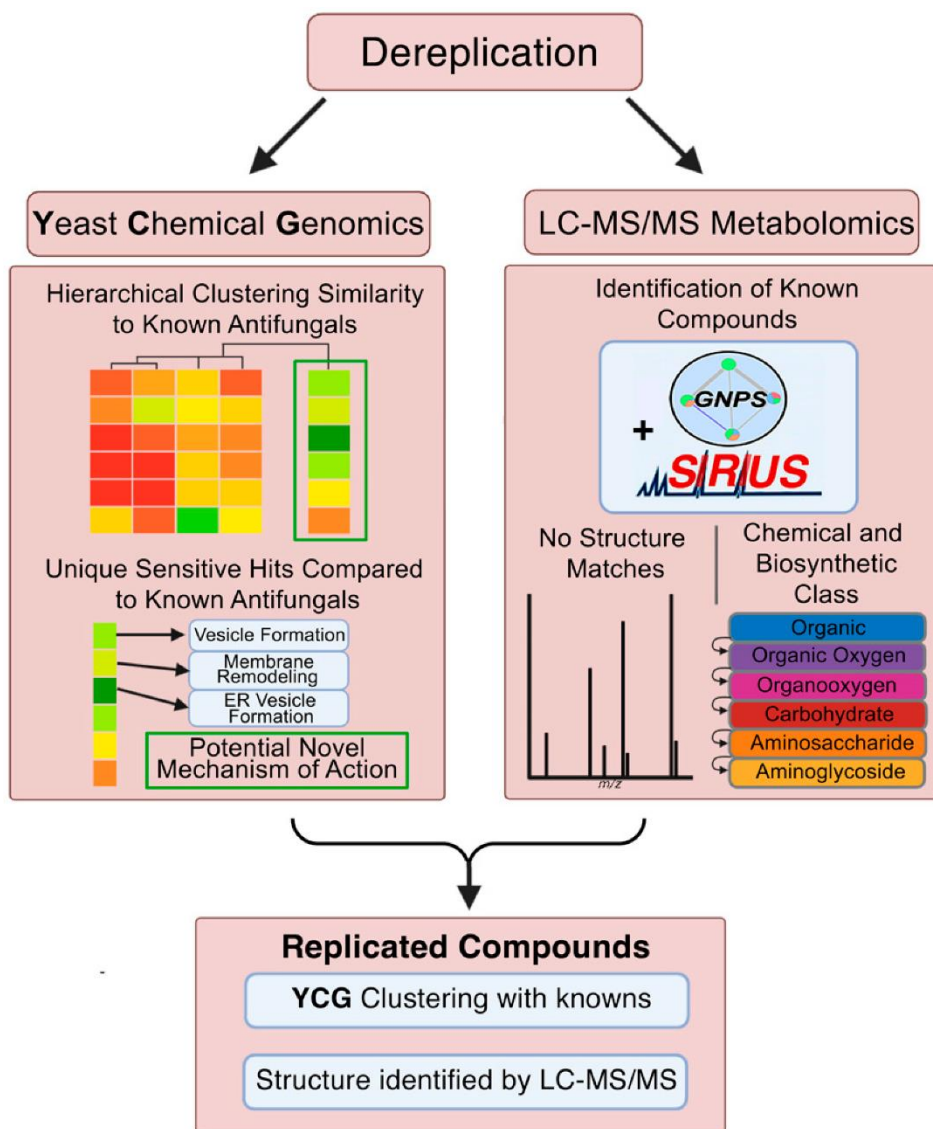 Dereplication
Yeast Chemical Genomics
Hierarchical Clustering Similarity
to Known Antifungals
Unique Sensitive Hits Compared
to Known Antifungals
Vesicle Formation
Membrane
Remodeling
ER Vesicle
Formation
Potential Novel
Mechanism of Action
LC-MS/MS Metabolomics
Identification of Known
Compounds
GNPS
+
SIRIUS
No Structure
Matches
m/z
Chemical and
Biosynthetic
Class
Organic
Organic Oxygen
Organooxygen
Carbohydrate
Aminosaccharide
Aminoglycoside
Replicated Compounds
YCG Clustering with knowns
Structure identified by LC-MS/MS